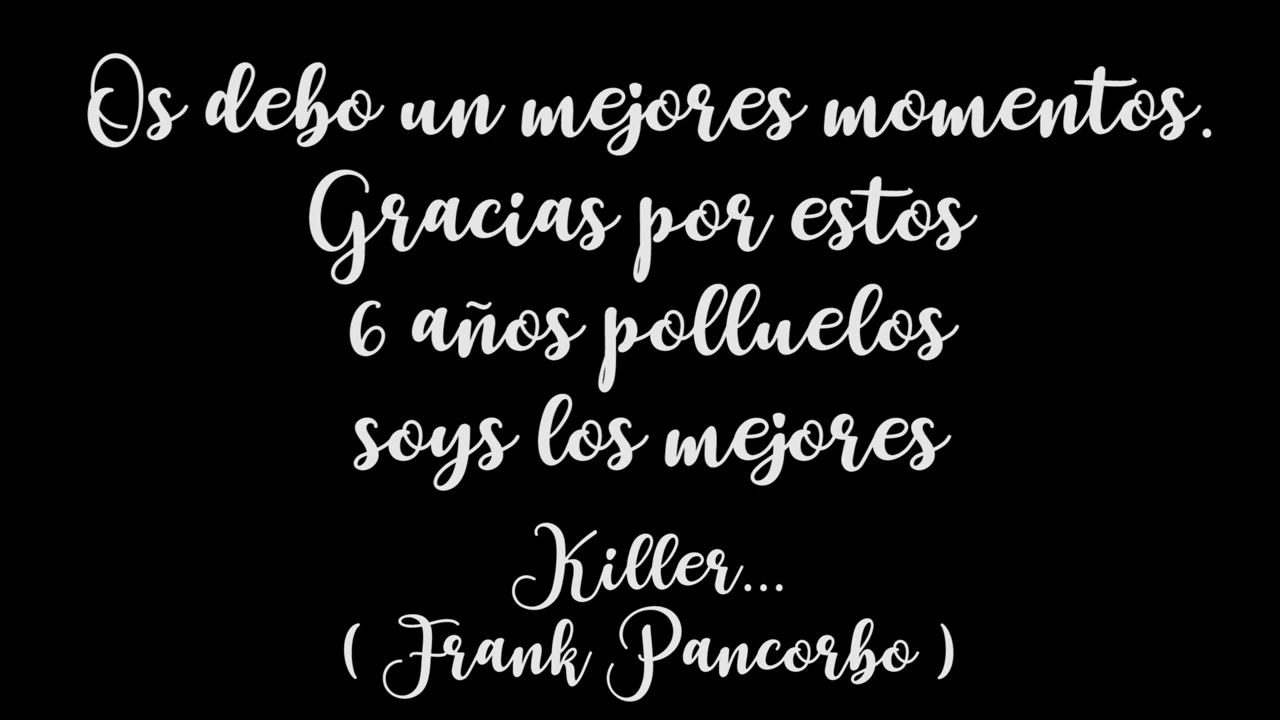 Os debo un mejores momentos.
Gracias por estos
6 años polluelos
soys los mejores
Killer...
( Frank Pancorbo )